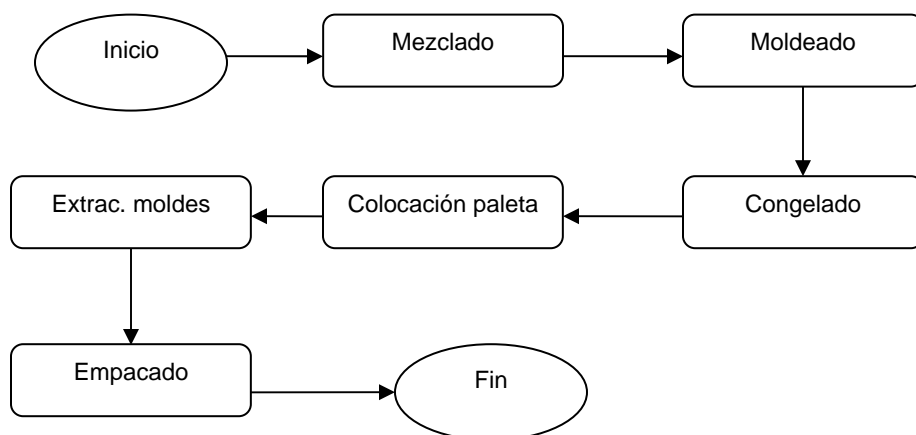 Inicio
Mezclado
Moldeado
Congelado
Colocación paleta
Extrac. moldes
Empacado
Fin